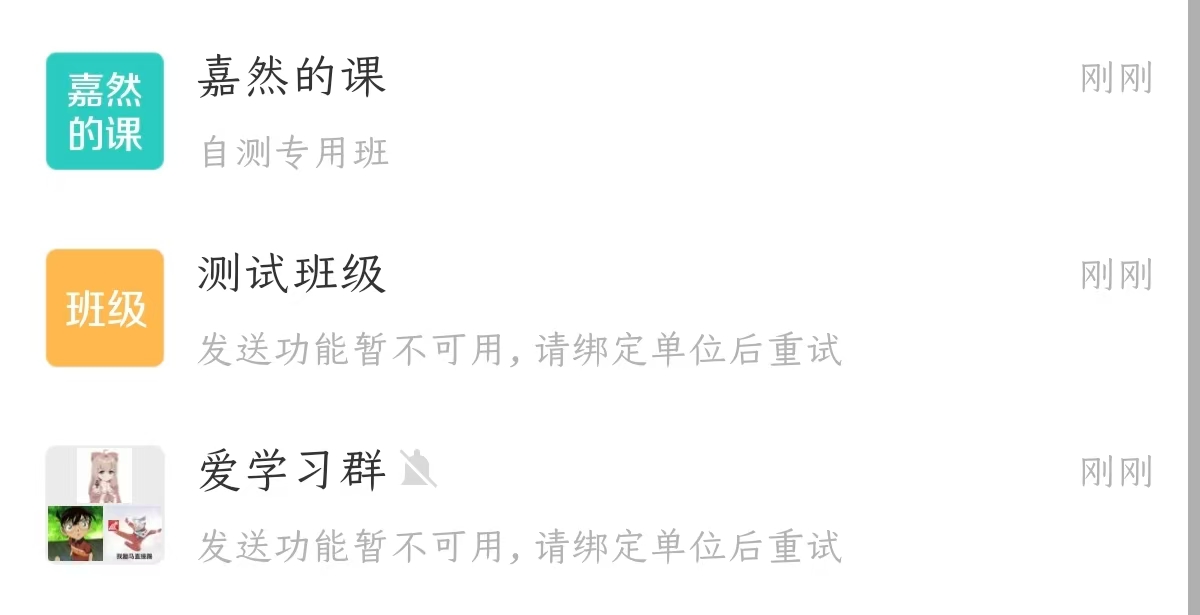 嘉然
的课
嘉然的课
刚刚
自测专用班
班级
测试班级
刚刚
发送功能暂不可用,请绑定单位后重试
爱学习群
刚刚
发送功能暂不可用,请绑定单位后重试